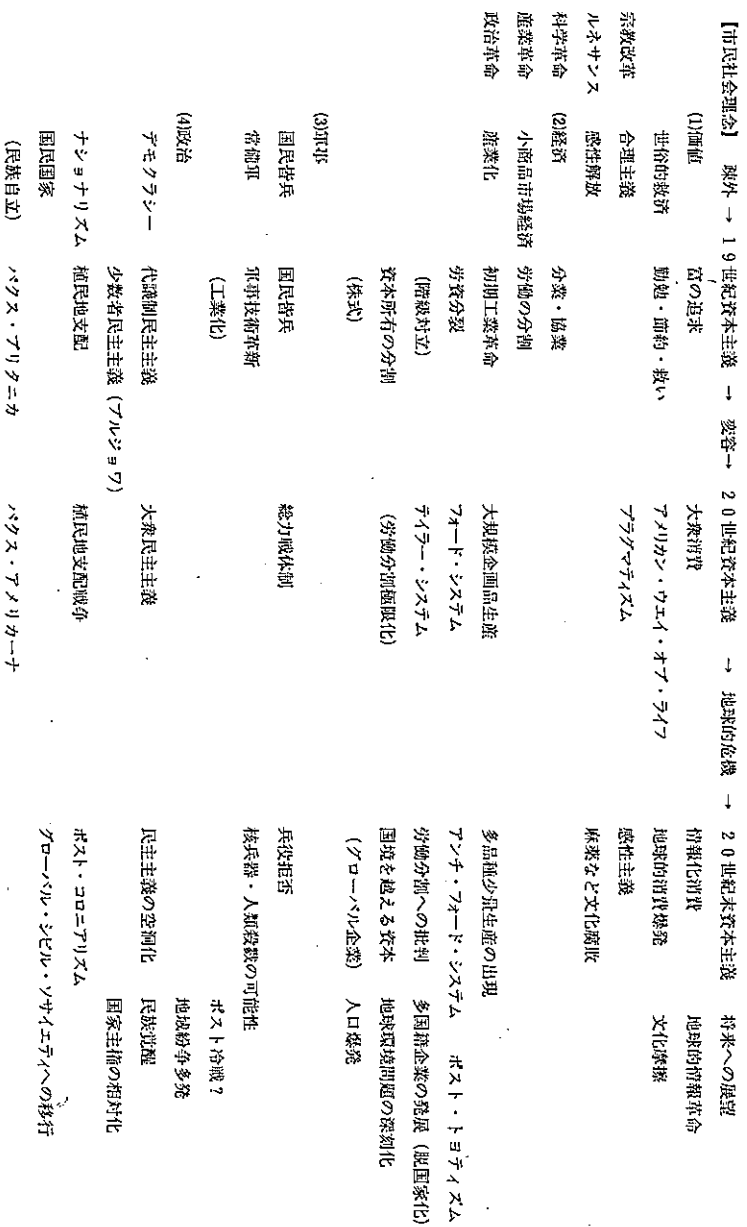 【市民社会理念】 疎外 → 19世紀資本主義 → 変容→ 20世紀資本主義 → 地球的危機 → 20世紀末資本主義 将来への展望
(1)価値 富の追求 大衆消費 情報化消費 地球的情報革命
世俗的救済 勤勉・節約・救い アメリカン・ウエイ・オブ・ライフ 地球的消費爆発 文化摩擦
宗教改革 合理主義 プラグマティズム 感性主義
ルネサンス 感性解放 麻薬など文化腐敗
科学革命 (2)経済 分業・協業
産業革命 小商品市場経済 労働の分割
政治革命 産業化 初期工業革命 大規模企画品生産 多品種少量生産の出現
労資分裂 フォード・システム アンチ・フォード・システム ポスト・トヨティズム
(階級対立) テイラー・システム 労働分割への批判 多国籍企業の発展(脱国家化)
資本所有の分割 (労働分割極限化) 国境を越える資本 地球環境問題の深刻化
(株式) (グローバル企業) 人口爆発
(3)軍事
国民皆兵 国民皆兵 総力戦体制 兵役拒否
常備軍 軍事技術革新 核兵器・人類殺戮の可能性
(工業化) ポスト冷戦?
(4)政治 地域紛争多発
デモクラシー 代議制民主主義 大衆民主主義 民主主義の空洞化 民族覚醒
少数者民主主義(ブルジョワ) 国家主権の相対化
ナショナリズム 植民地支配 植民地支配戦争 ポスト・コロニアリズム
国民国家 グローバル・シビル・ソサイエティへの移行
(民族自立) パクス・ブリタニカ パクス・アメリカーナ